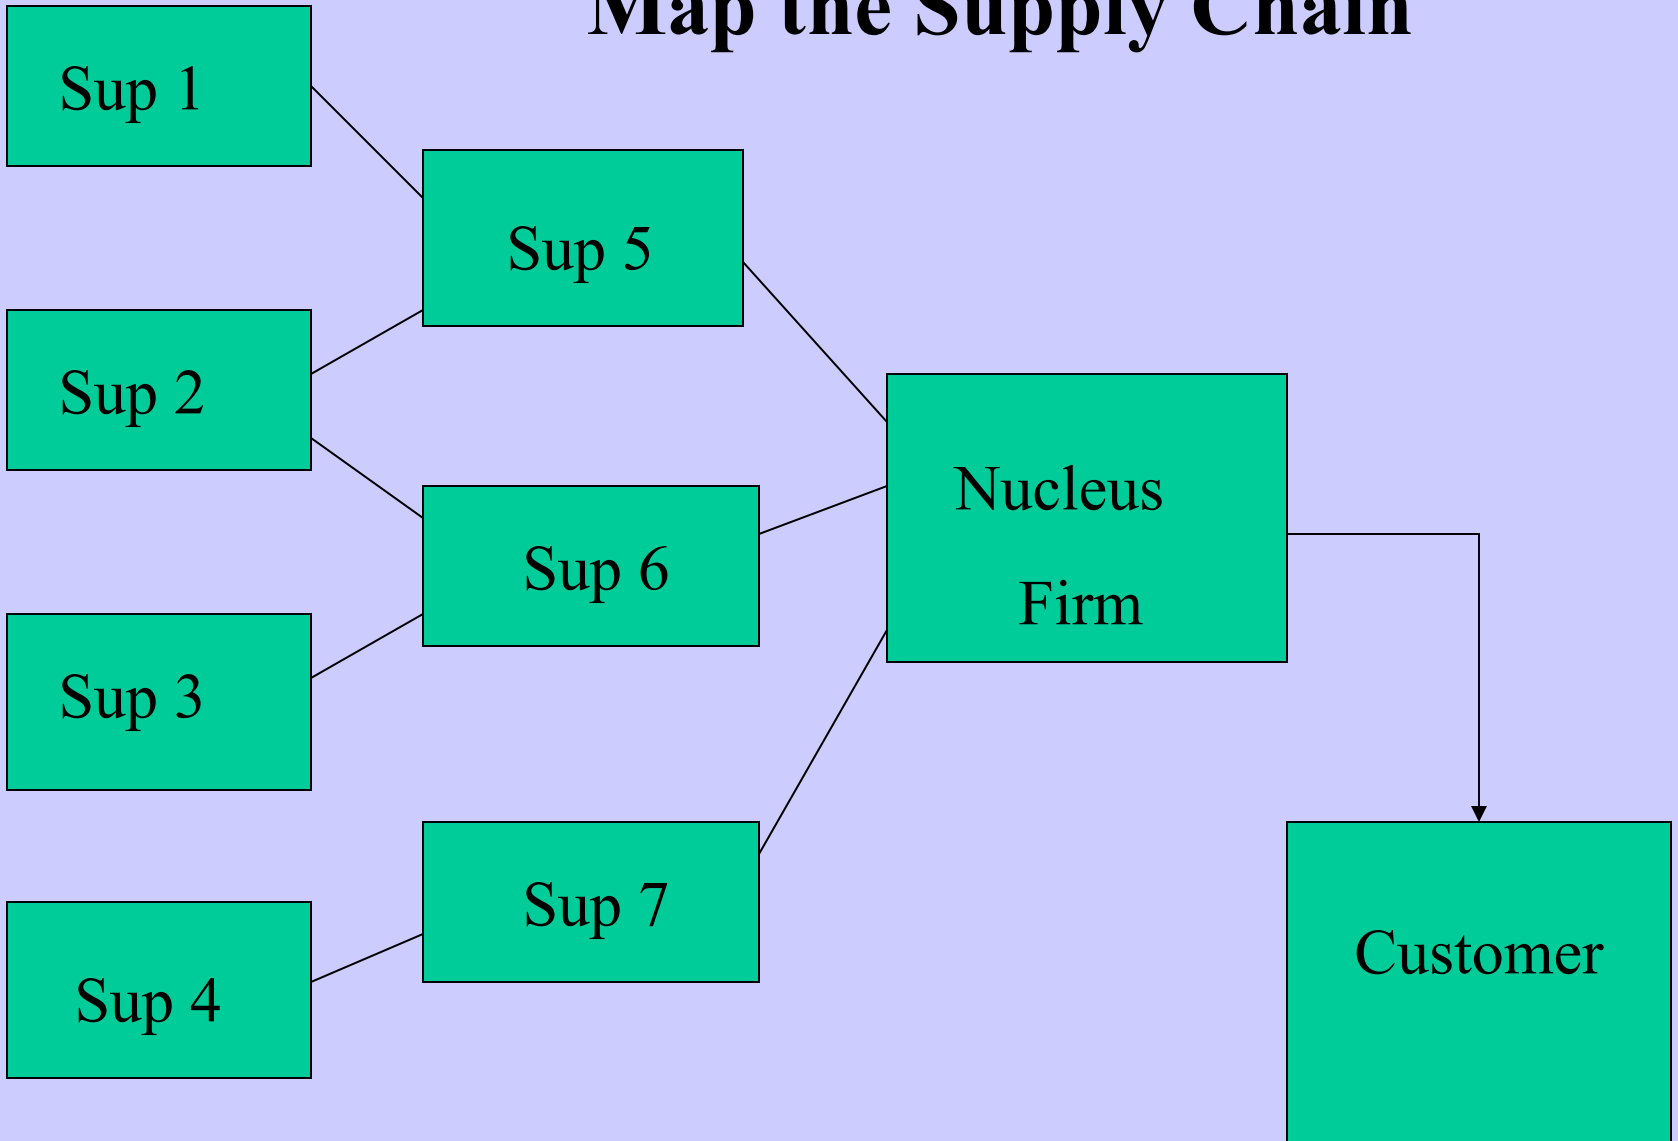 Map the Supply Chain
Sup 1
Sup 5
Sup 2
Nucleus
Firm
Sup 6
Sup 3
Sup 7
Customer
Sup 4